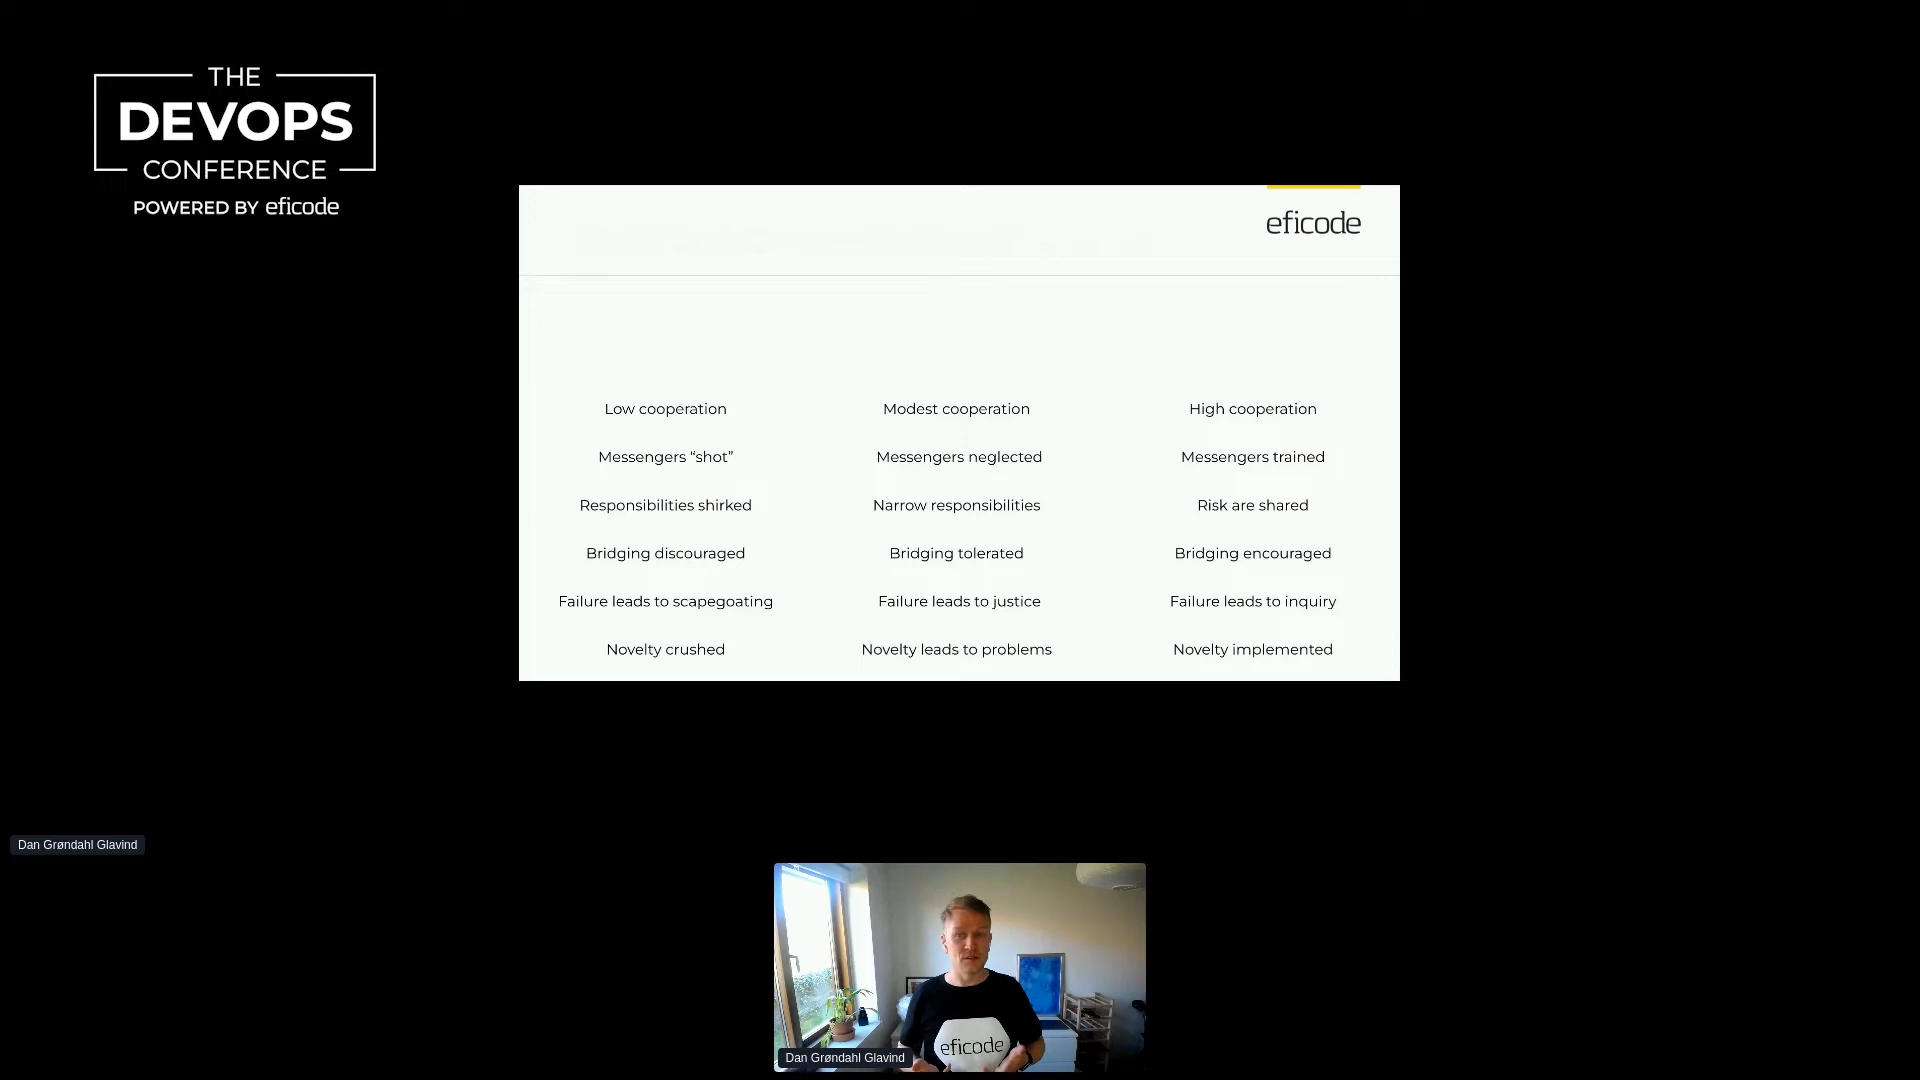 THE
DEVOPS
CONFERENCE
POWERED BY eficode
eficode
Low cooperation Modest cooperation High cooperation
Messengers “shot” Messengers neglected Messengers trained
Responsibilities shirked Narrow responsibilities Risk are shared
Bridging discouraged Bridging tolerated Bridging encouraged
Failure leads to scapegoating Failure leads to justice Failure leads to inquiry
Novelty crushed Novelty leads to problems Novelty implemented
Dan Grøndahl Glavind
eficode
Dan Grøndahl Glavind